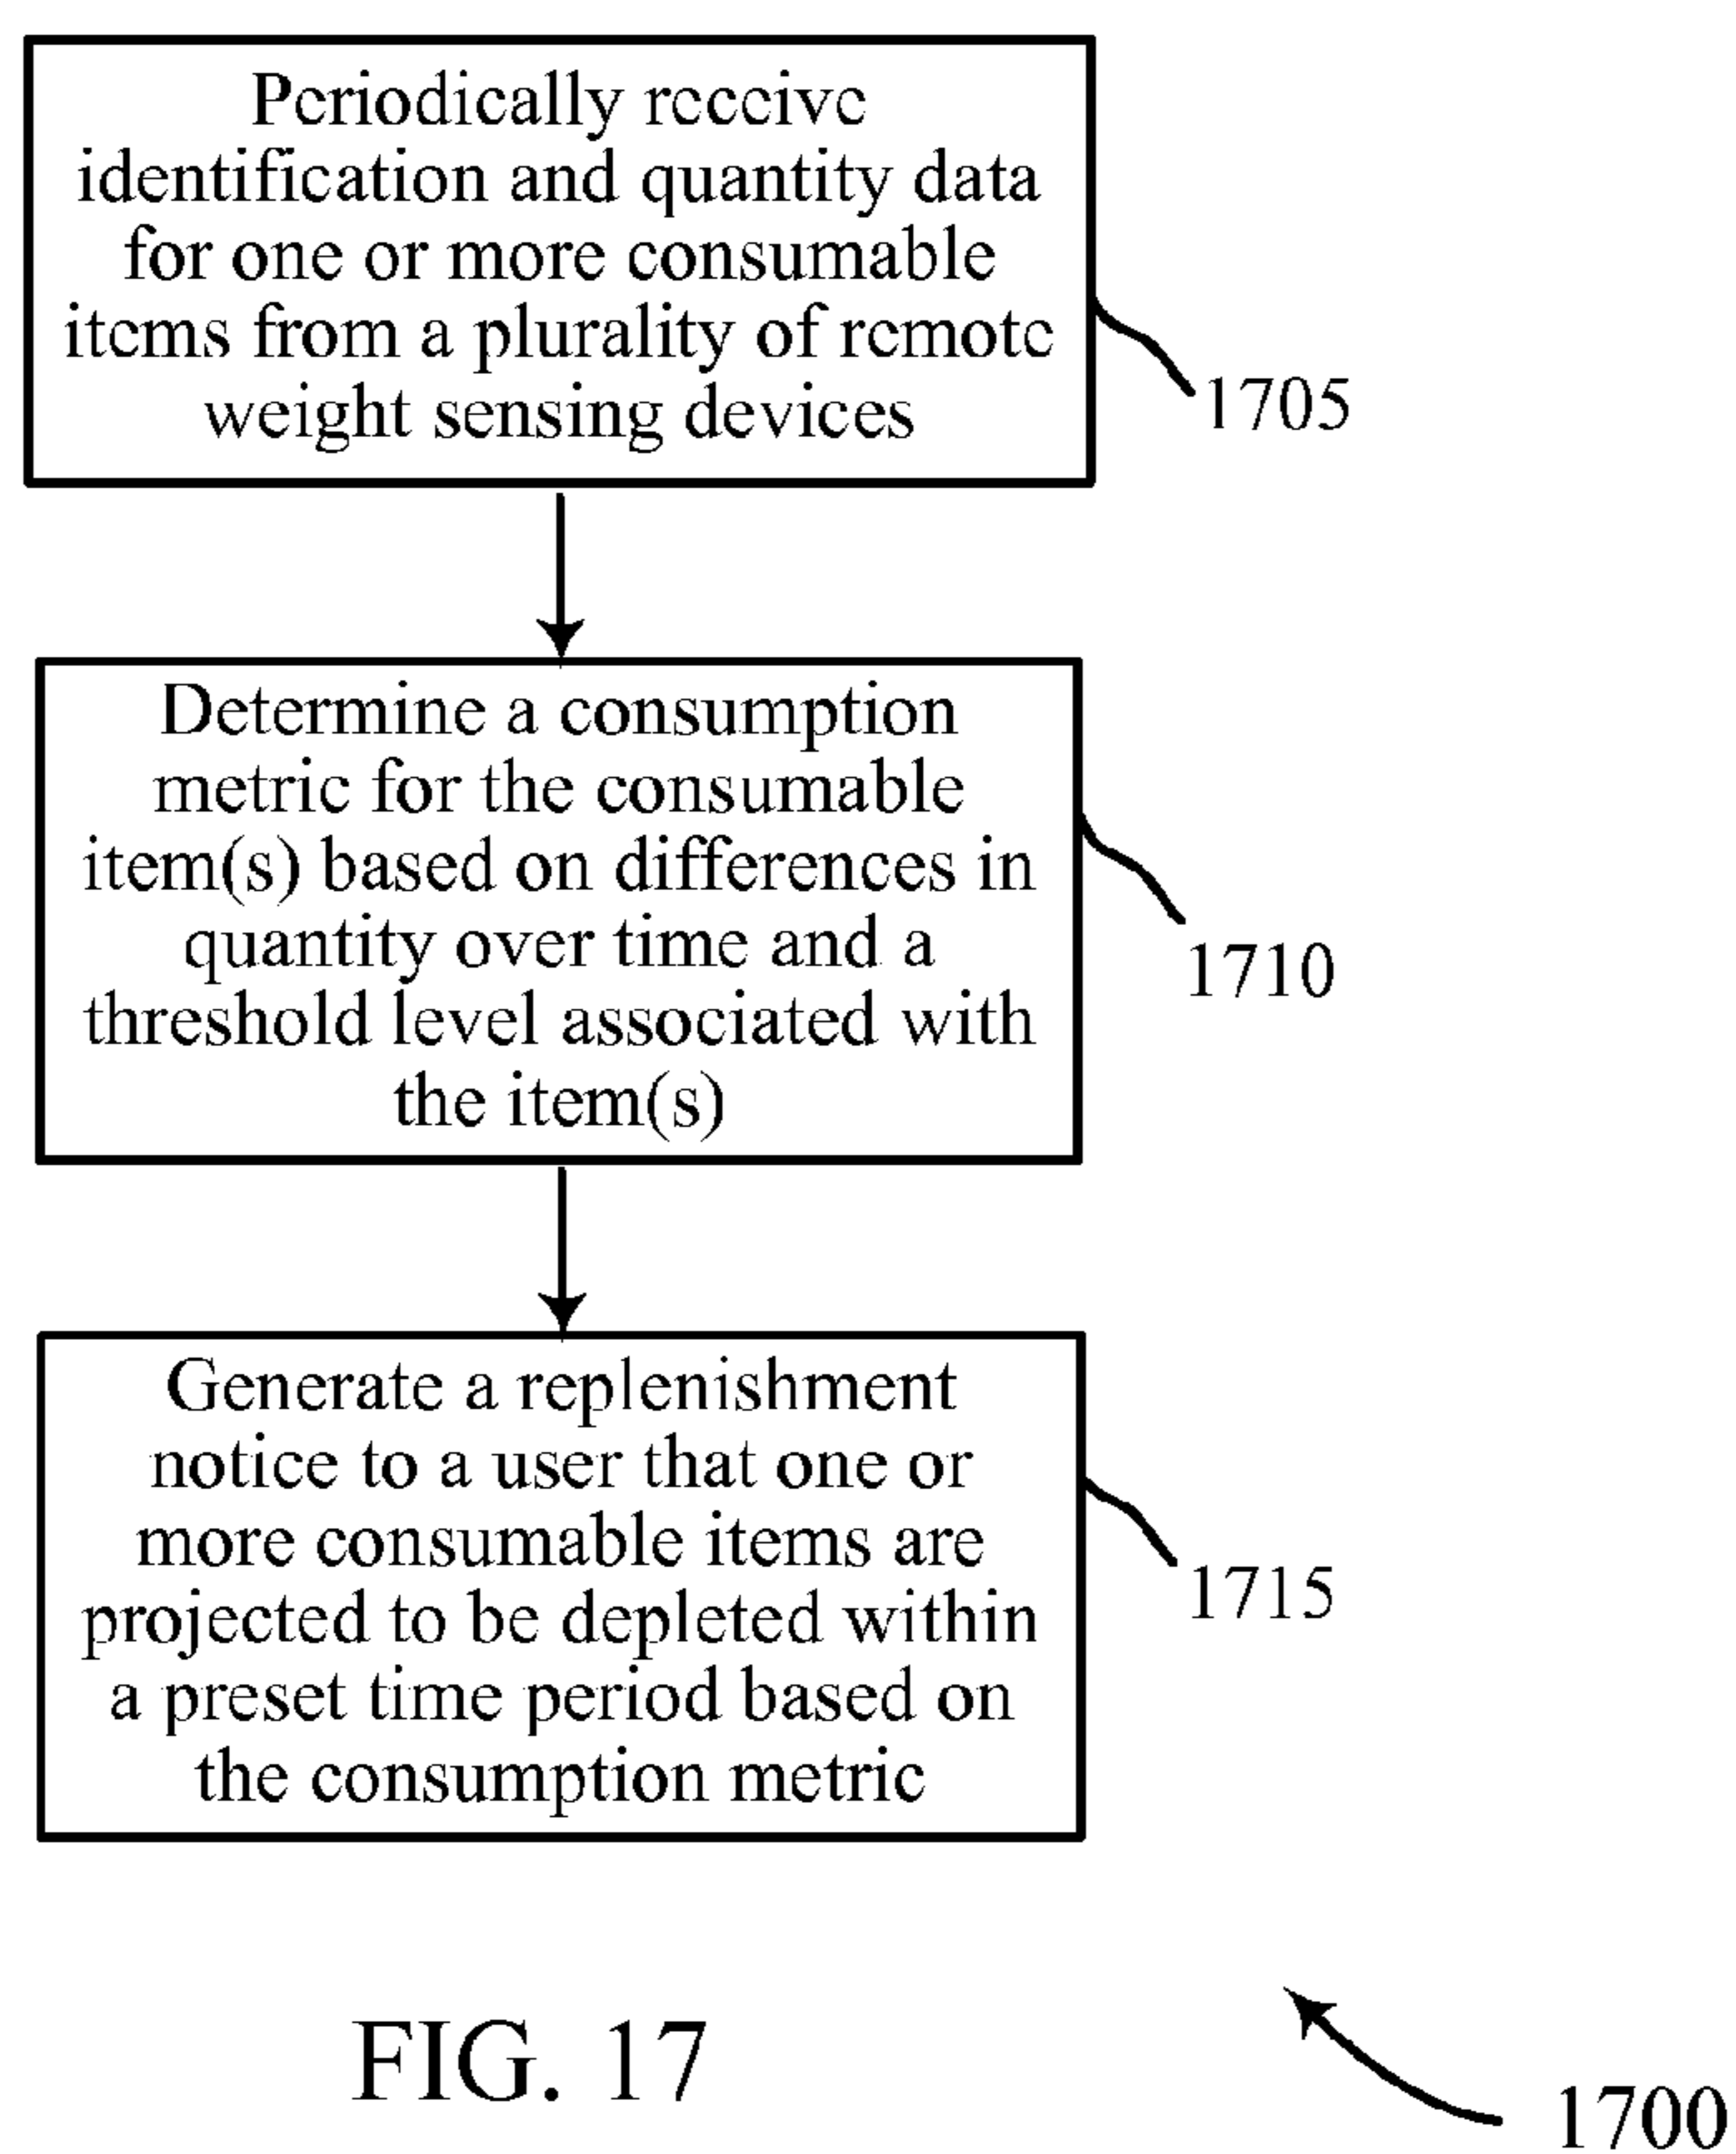 Periodically receive
identification and quantity data
for one or more consumable
items from a plurality of remote
weight sensing devices
1705
Determine a consumption
metric for the consumable
item(s) based on differences in
quantity over time and a
threshold level associated with
the item(s)
1710
Generate a replenishment
notice to a user that one or
more consumable items are
projected to be depleted within
a preset time period based on
the consumption metric
1715
FIG. 17
1700